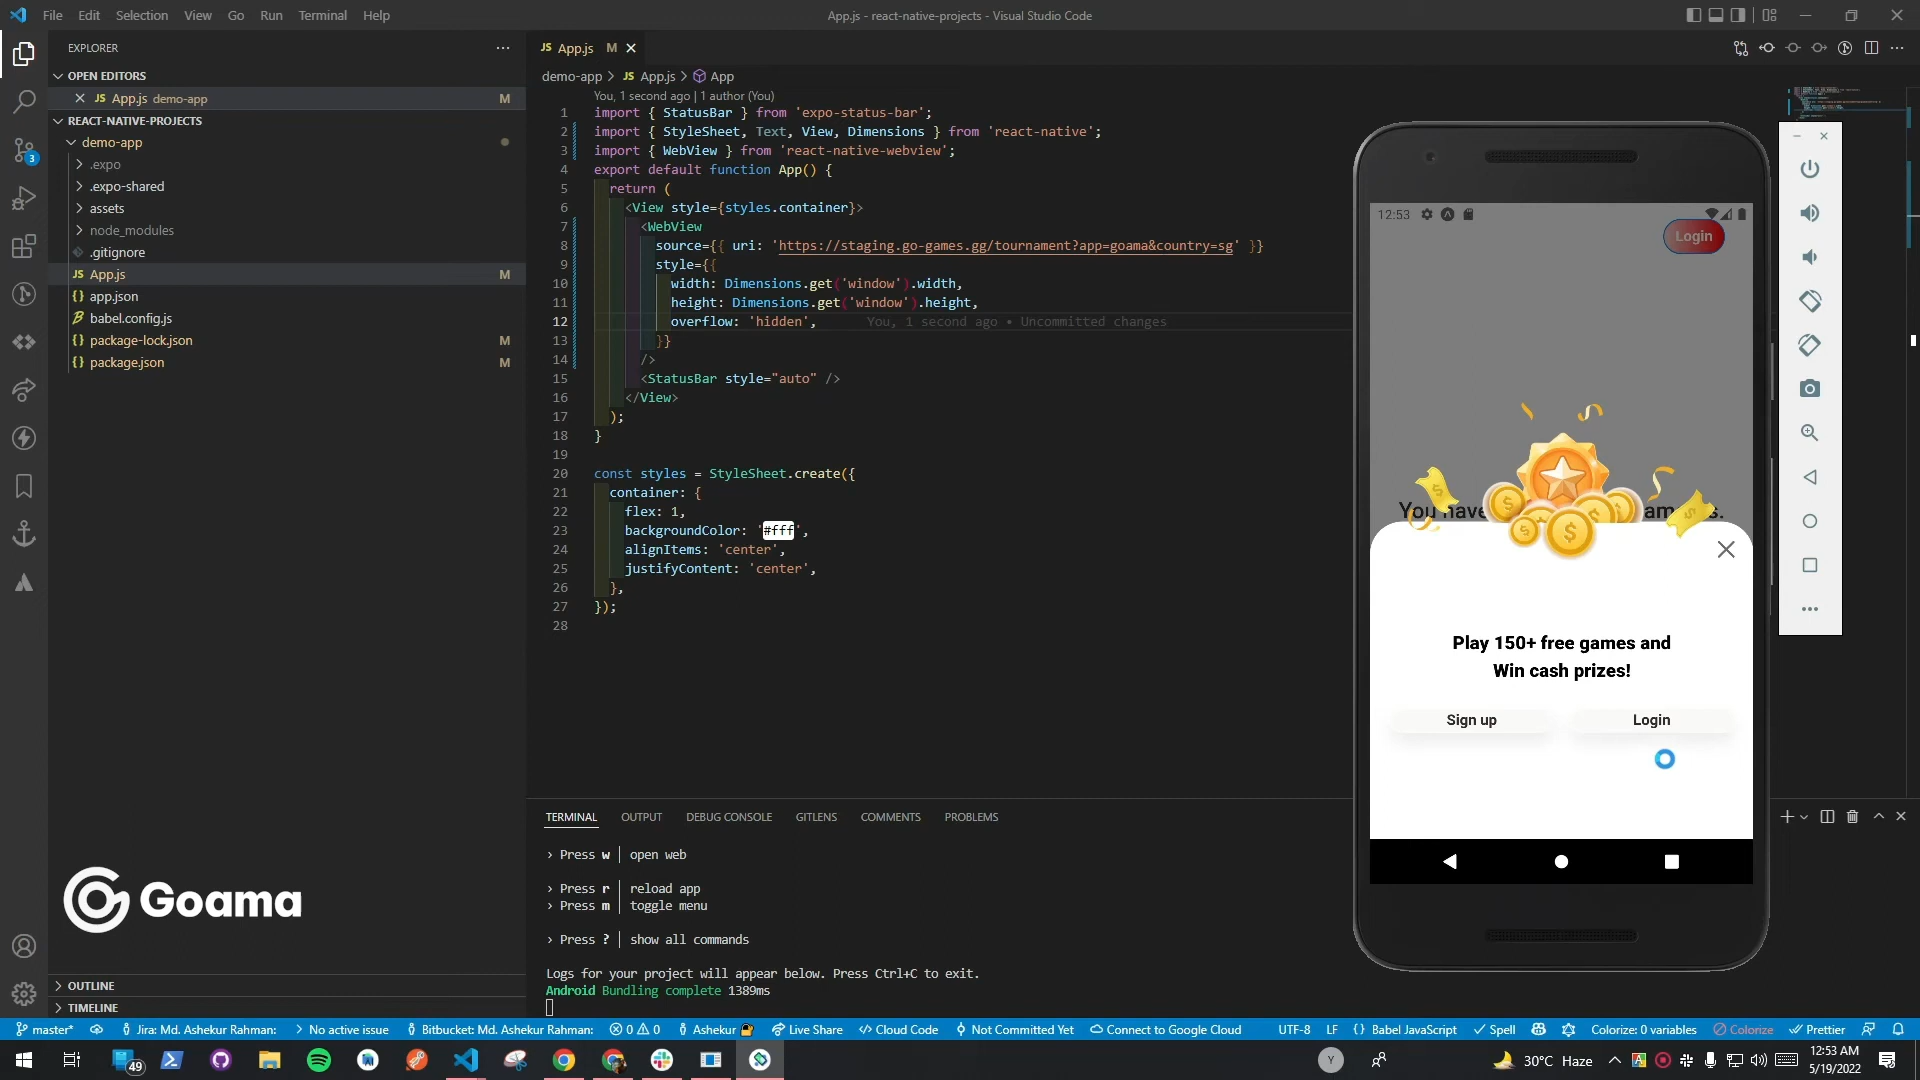 File Edit Selection View Go Run Terminal Help
App.js - react-native-projects - Visual Studio Code
EXPLORER
OPEN EDITORS
JS App.js demo-app M
REACT-NATIVE-PROJECTS
demo-app
.expo
.expo-shared
assets
node_modules
.gitignore
JS App.js M
{} app.json
babel.config.js
{} package-lock.json M
{} package.json M
3
Goama
OUTLINE
TIMELINE
JS App.js M
demo-app > JS App.js > App
You, 1 second ago | 1 author (You)
1 import { StatusBar } from 'expo-status-bar';
2 import { StyleSheet, Text, View, Dimensions } from 'react-native';
3 import { WebView } from 'react-native-webview';
4 export default function App() {
5 return (
6 <View style={styles.container}>
7 <WebView
8 source={{ uri: 'https://staging.go-games.gg/tournament?app=goama&country=sg' }}
9 style={{
10 width: Dimensions.get('window').width,
11 height: Dimensions.get('window').height,
12 overflow: 'hidden', You, 1 second ago • Uncommitted changes
13 }}
14 />
15 <StatusBar style="auto" />
16 </View>
17 );
18 }
19
20 const styles = StyleSheet.create({
21 container: {
22 flex: 1,
23 backgroundColor: '#fff',
24 alignItems: 'center',
25 justifyContent: 'center',
26 },
27 });
28
TERMINAL OUTPUT DEBUG CONSOLE GITLENS COMMENTS PROBLEMS
› Press w | open web
› Press r | reload app
› Press m | toggle menu
› Press ? | show all commands
Logs for your project will appear below. Press Ctrl+C to exit.
Android Bundling complete 1389ms
12:53
Login
You have
Play 150+ free games and
Win cash prizes!
Sign up Login
master* Jira: Md. Ashekur Rahman: No active issue Bitbucket: Md. Ashekur Rahman: 0 0 Ashekur Live Share Cloud Code Not Committed Yet Connect to Google Cloud UTF-8 LF {} Babel JavaScript Spell Colorize: 0 variables Colorize Prettier
49
Y
30°C Haze
12:53 AM
5/19/2022